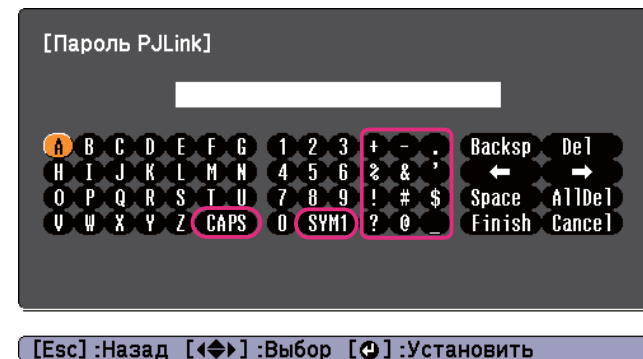 [Пароль PJLink]
A B C D E F G 1 2 3 + - . Backsp Del
H I J K L M N 4 5 6 % & ' ← →
O P Q R S T U 7 8 9 ! # $ Space AllDel
V W X Y Z CAPS 0 SYM1 ? @ _ Finish Cancel
[Esc] :Назад [◆] :Выбор [↵] :Установить